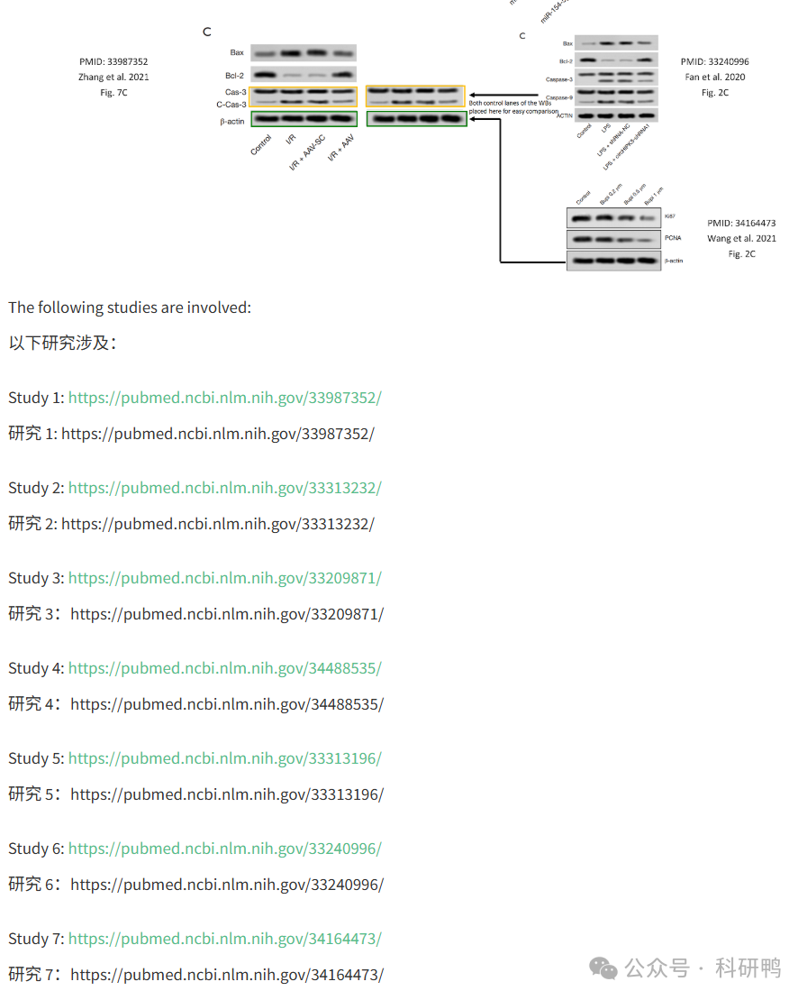 miR-154-5
C
PMID: 33987352
Zhang et al. 2021
Fig. 7C
Bax
Bcl-2
Cas-3
C-Cas-3
β-actin
Control
I/R
I/R + AAV-SC
I/R + AAV
Both control lanes of the WBs
placed here for easy comparison
C
Bax
Bcl-2
Caspase-3
Caspase-9
ACTIN
Control
LPS
LPS + shRNA-NC
LPS + circHIPK3-shRNA1
PMID: 33240996
Fan et al. 2020
Fig. 2C
Control
Bupi 0.2 μm
Bupi 0.5 μm
Bupi 1 μm
Ki67
PCNA
β-actin
PMID: 34164473
Wang et al. 2021
Fig. 2C
The following studies are involved:
以下研究涉及：
Study 1: https://pubmed.ncbi.nlm.nih.gov/33987352/
研究 1: https://pubmed.ncbi.nlm.nih.gov/33987352/
Study 2: https://pubmed.ncbi.nlm.nih.gov/33313232/
研究 2: https://pubmed.ncbi.nlm.nih.gov/33313232/
Study 3: https://pubmed.ncbi.nlm.nih.gov/33209871/
研究 3：https://pubmed.ncbi.nlm.nih.gov/33209871/
Study 4: https://pubmed.ncbi.nlm.nih.gov/34488535/
研究 4：https://pubmed.ncbi.nlm.nih.gov/34488535/
Study 5: https://pubmed.ncbi.nlm.nih.gov/33313196/
研究 5：https://pubmed.ncbi.nlm.nih.gov/33313196/
Study 6: https://pubmed.ncbi.nlm.nih.gov/33240996/
研究 6：https://pubmed.ncbi.nlm.nih.gov/33240996/
Study 7: https://pubmed.ncbi.nlm.nih.gov/34164473/
研究 7：https://pubmed.ncbi.nlm.nih.gov/34164473/
公众号 · 科研鸭